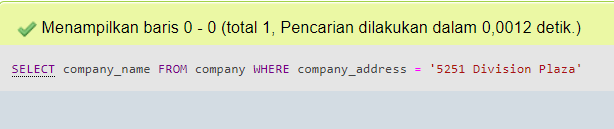 Menampilkan baris 0 - 0 (total 1, Pencarian dilakukan dalam 0,0012 detik.)
SELECT company_name FROM company WHERE company_address = '5251 Division Plaza'